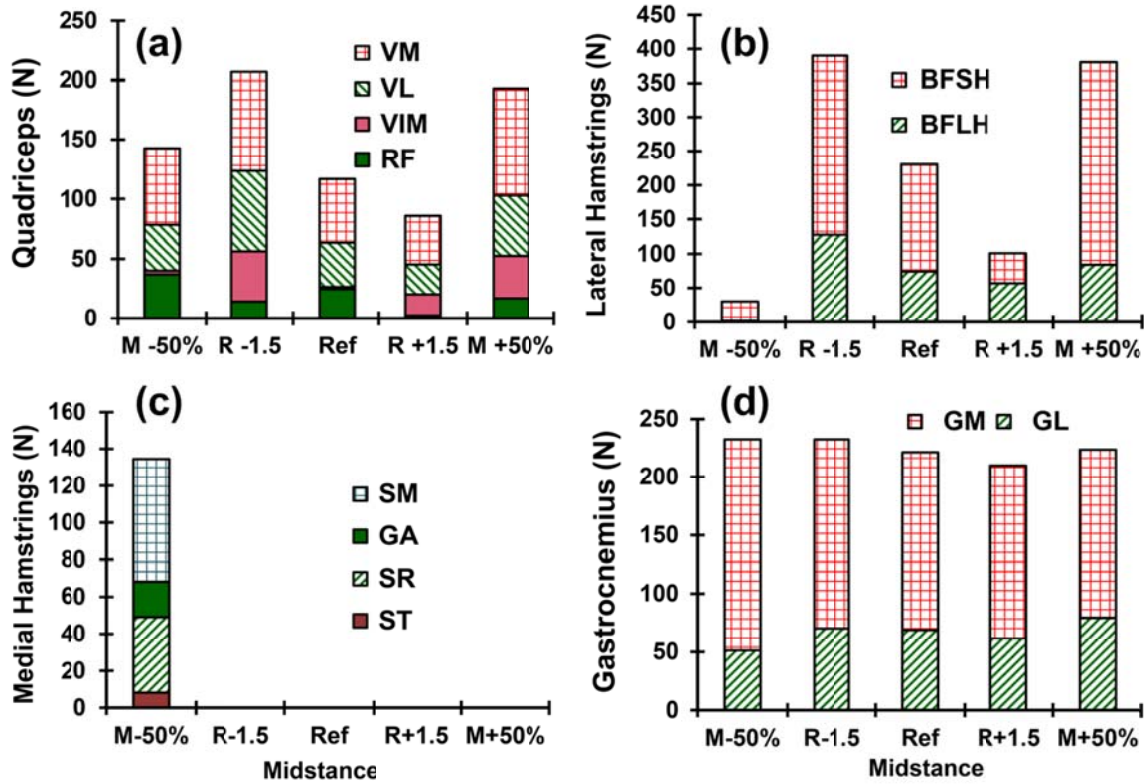 (a)
Quadriceps (N)
250
200
150
100
50
0
VM
VL
VIM
RF
M -50% R -1.5 Ref R +1.5 M +50%
(b)
Lateral Hamstrings (N)
450
400
350
300
250
200
150
100
50
0
BFSH
BFLH
M -50% R -1.5 Ref R +1.5 M +50%
(c)
Medial Hamstrings (N)
160
140
120
100
80
60
40
20
0
SM
GA
SR
ST
M-50% R-1.5 Ref R+1.5 M+50%
Midstance
(d)
Gastrocnemius (N)
250
200
150
100
50
0
GM GL
M-50% R-1.5 Ref R+1.5 M+50%
Midstance